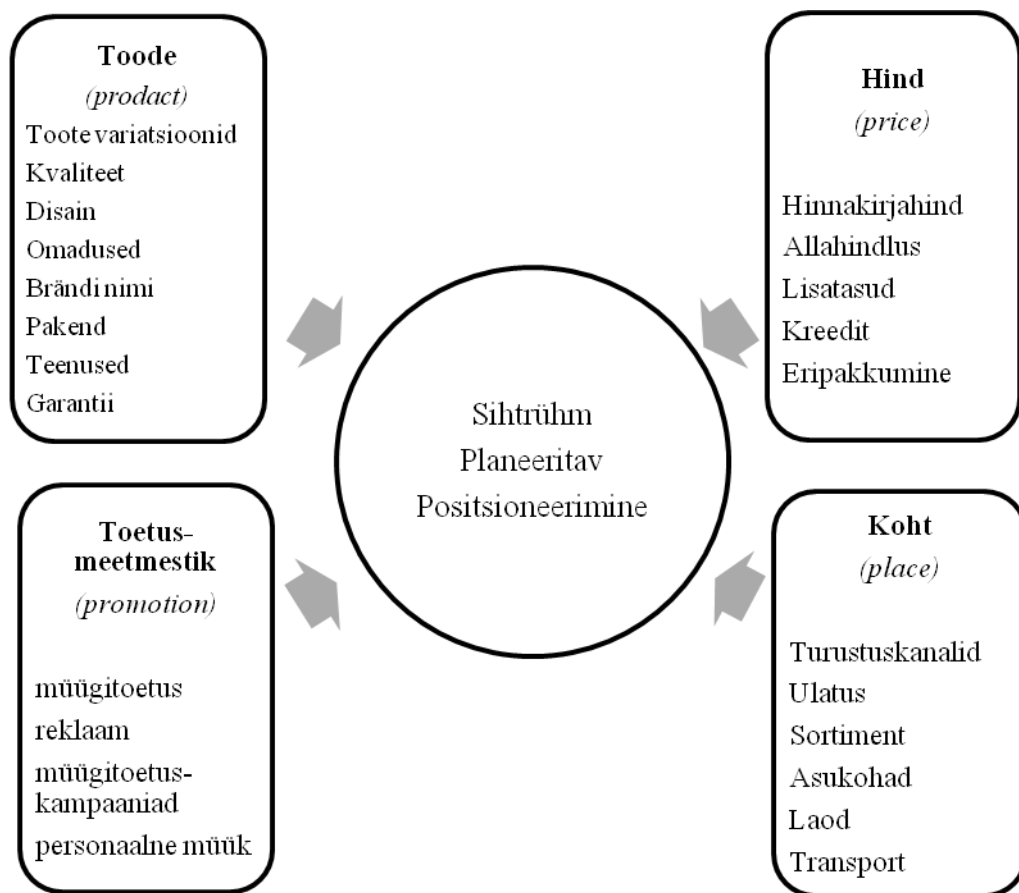 Toode
(prodact)
Toote variatsioonid
Kvaliteet
Disain
Omadused
Brändi nimi
Pakend
Teenused
Garantii
Hind
(price)
Hinnakirjahind
Allahindlus
Lisatasud
Kreedit
Eripakkumine
Sihtrühm
Planeeritav
Positsioneerimine
Toetus-
meetmestik
(promotion)
müügitoetus
reklaam
müügitoetus-
kampaaniad
personaalne müük
Koht
(place)
Turustuskanalid
Ulatus
Sortiment
Asukohad
Laod
Transport